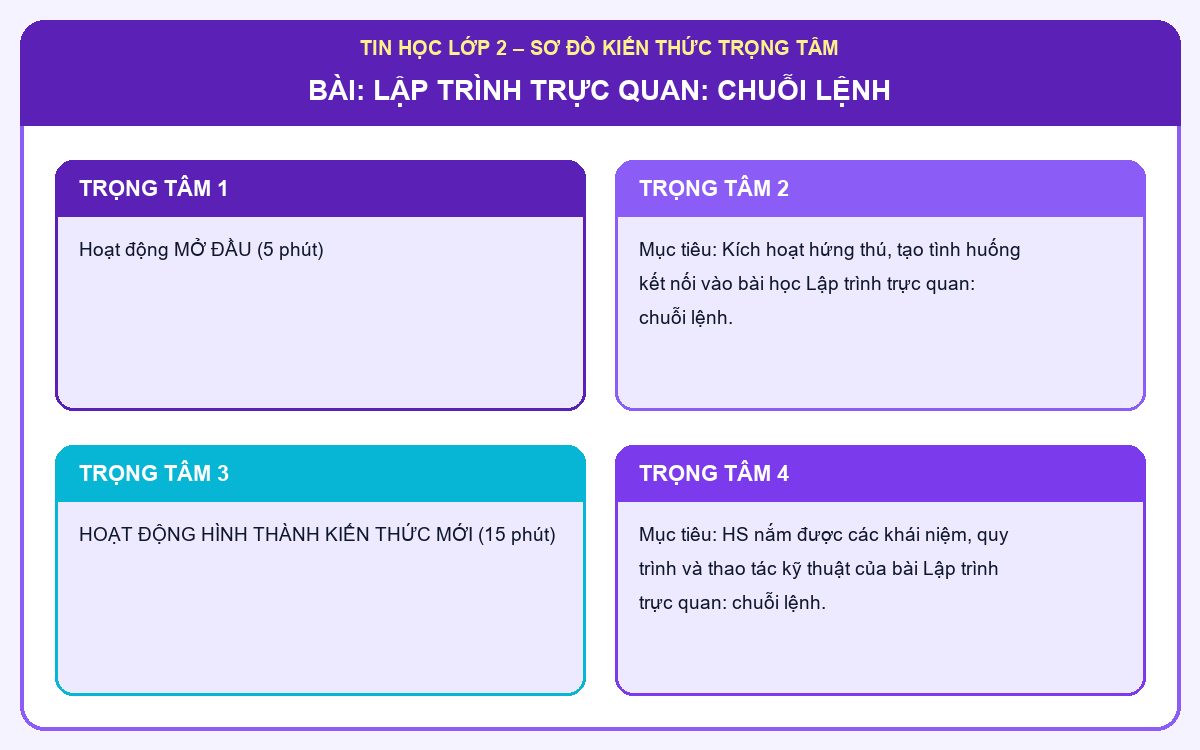 TIN HỌC LỚP 2 – SƠ ĐỒ KIẾN THỨC TRỌNG TÂM
BÀI: LẬP TRÌNH TRỰC QUAN: CHUỖI LỆNH
TRỌNG TÂM 1
Hoạt động MỞ ĐẦU (5 phút)
TRỌNG TÂM 2
Mục tiêu: Kích hoạt hứng thú, tạo tình huống
kết nối vào bài học Lập trình trực quan:
chuỗi lệnh.
TRỌNG TÂM 3
HOẠT ĐỘNG HÌNH THÀNH KIẾN THỨC MỚI (15 phút)
TRỌNG TÂM 4
Mục tiêu: HS nắm được các khái niệm, quy
trình và thao tác kỹ thuật của bài Lập trình
trực quan: chuỗi lệnh.